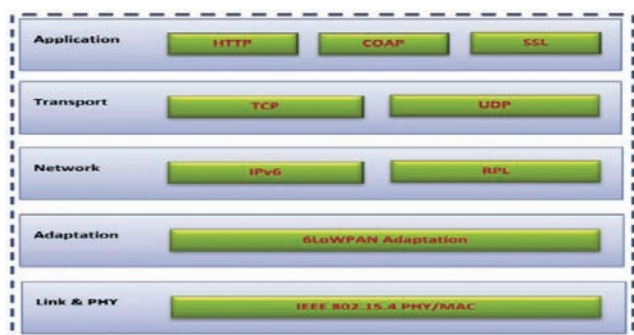 Application
HTTP COAP SSL
Transport
TCP UDP
Network
IPv6 RPL
Adaptation
6LoWPAN Adaptation
Link & PHY
IEEE 802.15.4 PHY/MAC